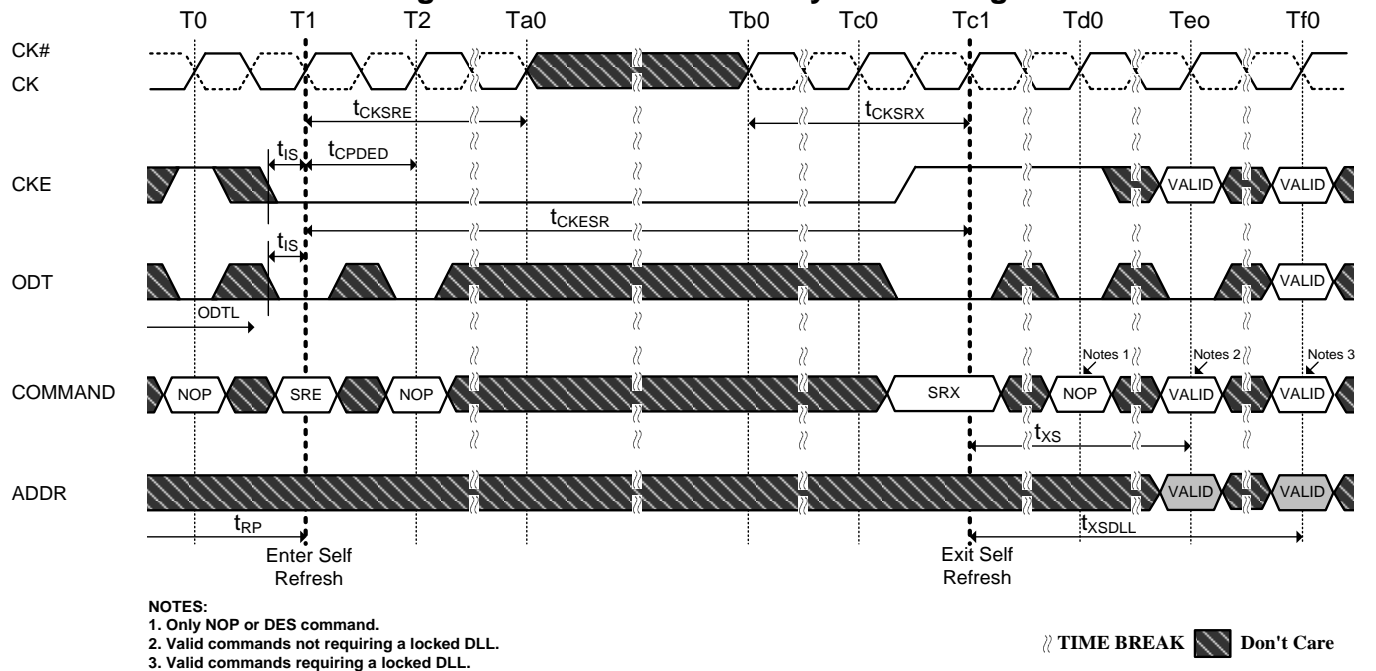 T0 T1 T2 Ta0 Tb0 Tc0 Tc1 Td0 Teo Tf0
CK#
CK
tCKSRE tCKSRX
tIS tCPDED
CKE VALID VALID
tCKESR
tIS
ODT VALID
ODTL
Notes 1 Notes 2 Notes 3
COMMAND NOP SRE NOP SRX NOP VALID VALID
tXS
ADDR VALID VALID
tRP tXSDLL
Enter Self
Refresh
Exit Self
Refresh
NOTES:
1. Only NOP or DES command.
2. Valid commands not requiring a locked DLL.
3. Valid commands requiring a locked DLL.
TIME BREAK Don't Care